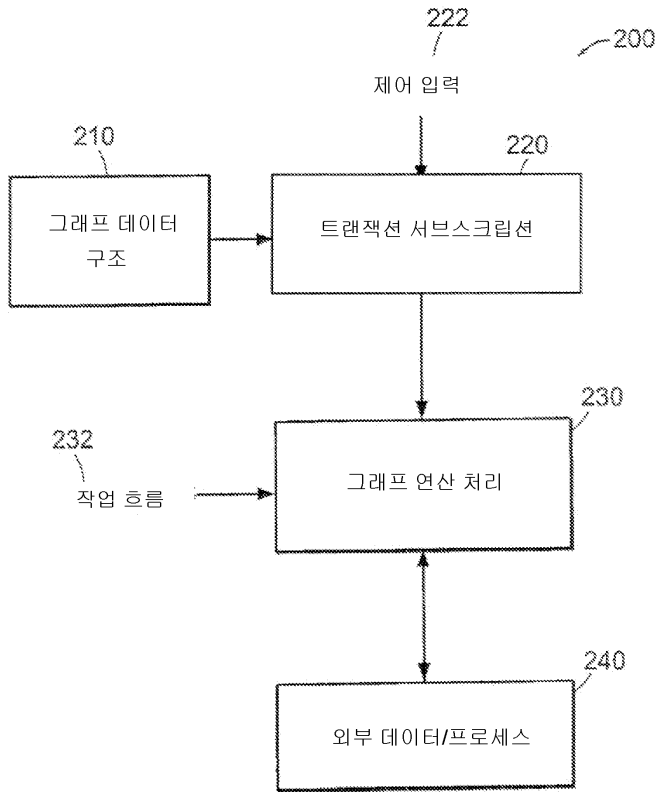 222
200
제어 입력
210
220
그래프 데이터
구조
트랜잭션 서브스크립션
230
232
작업 흐름
그래프 연산 처리
240
외부 데이터/프로세스